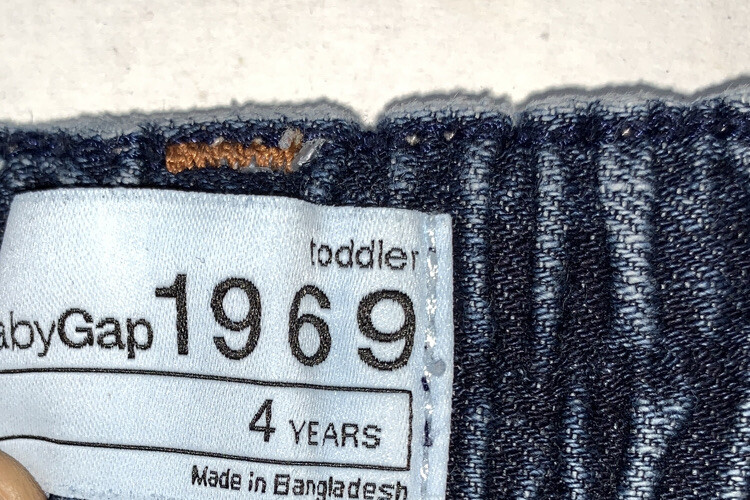 toddler
abyGap 1969
4 YEARS
Made in Bangladesh